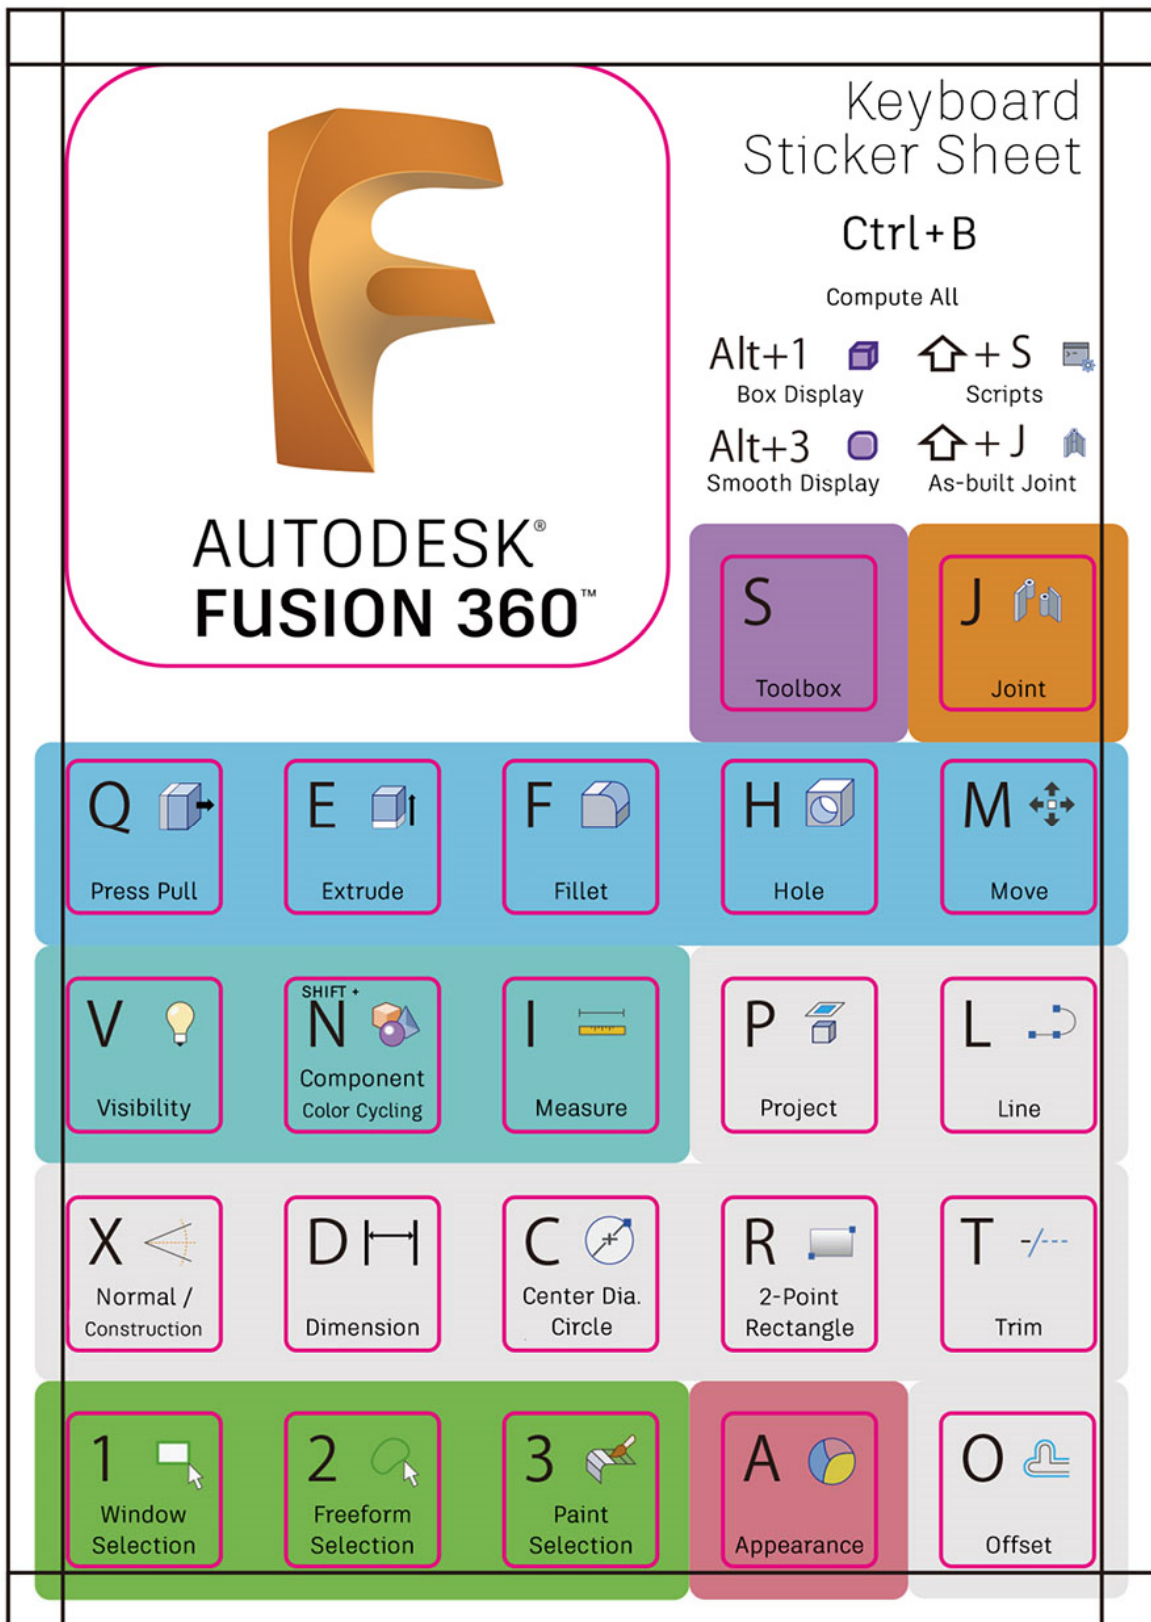 Keyboard
Sticker Sheet
Ctrl+B
Compute All
Alt+1
Box Display
+ S
Scripts
Alt+3
Smooth Display
+ J
As-built Joint
AUTODESK®
FUSION 360™
S
Toolbox
J
Joint
Q
Press Pull
E
Extrude
F
Fillet
H
Hole
M
Move
V
Visibility
SHIFT +
N
Component
Color Cycling
I
Measure
P
Project
L
Line
X
Normal /
Construction
D
Dimension
C
Center Dia.
Circle
R
2-Point
Rectangle
T
Trim
1
Window
Selection
2
Freeform
Selection
3
Paint
Selection
A
Appearance
O
Offset